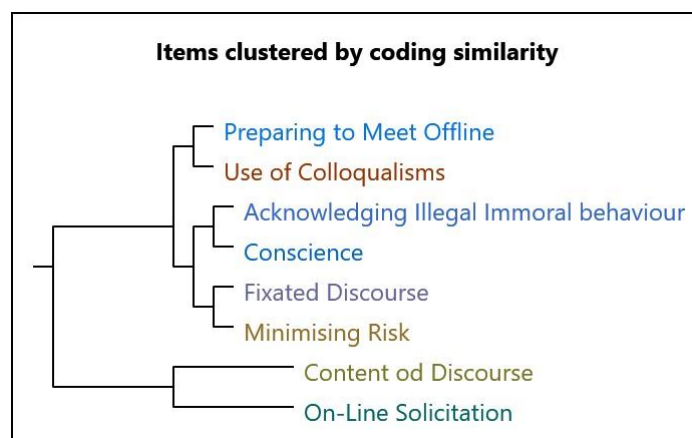 Items clustered by coding similarity
Preparing to Meet Offline
Use of Colloqualisms
Acknowledging Illegal Immoral behaviour
Conscience
Fixated Discourse
Minimising Risk
Content od Discourse
On-Line Solicitation